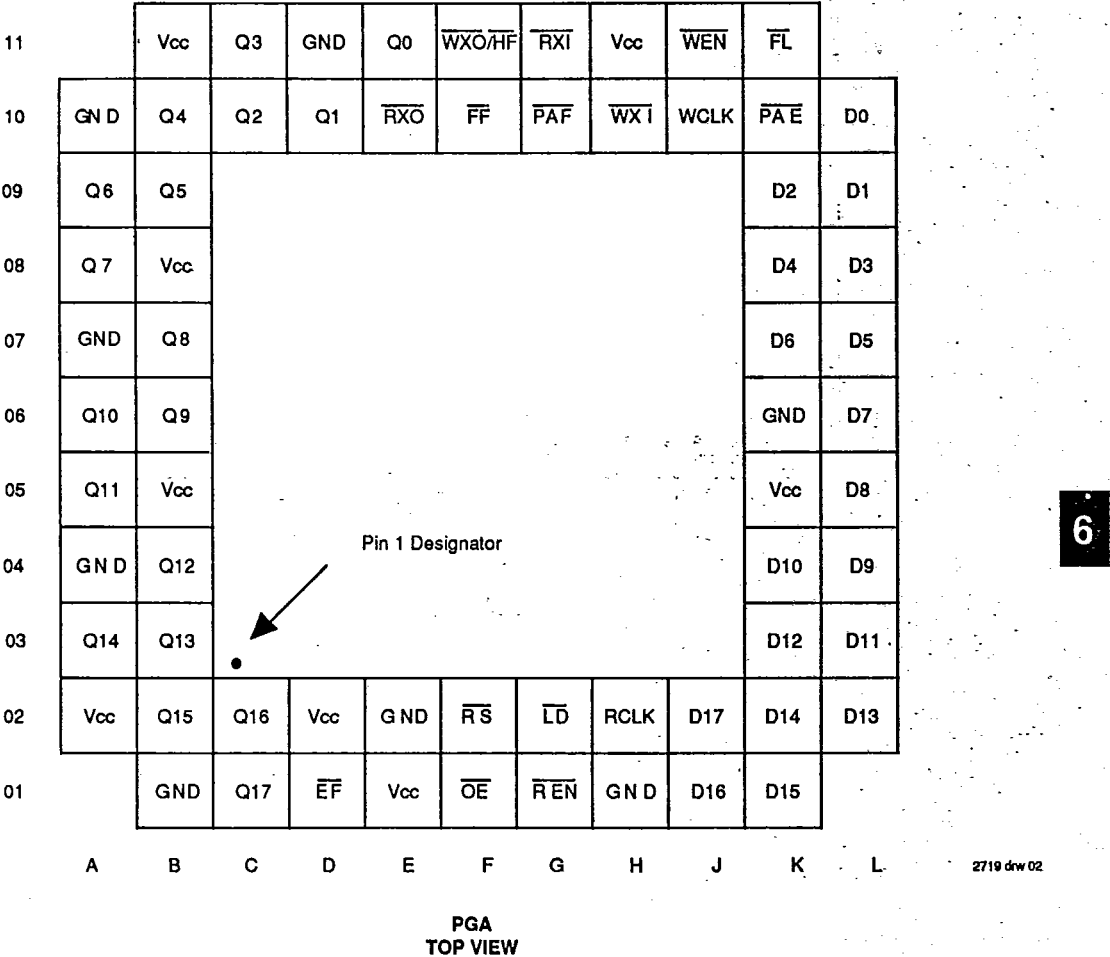 11 Vcc Q3 GND Q0 WXO/HF RXI Vcc WEN FL
10 GND Q4 Q2 Q1 RXO FF PAF WXI WCLK PAE D0
09 Q6 Q5 D2 D1
08 Q7 Vcc D4 D3
07 GND Q8 D6 D5
06 Q10 Q9 GND D7
05 Q11 Vcc Vcc D8
6
Pin 1 Designator
04 GND Q12 D10 D9
03 Q14 Q13 D12 D11
02 Vcc Q15 Q16 Vcc GND RS LD RCLK D17 D14 D13
01 GND Q17 EF Vcc OE REN GND D16 D15
A B C D E F G H J K L
2719 drw 02
PGA
TOP VIEW